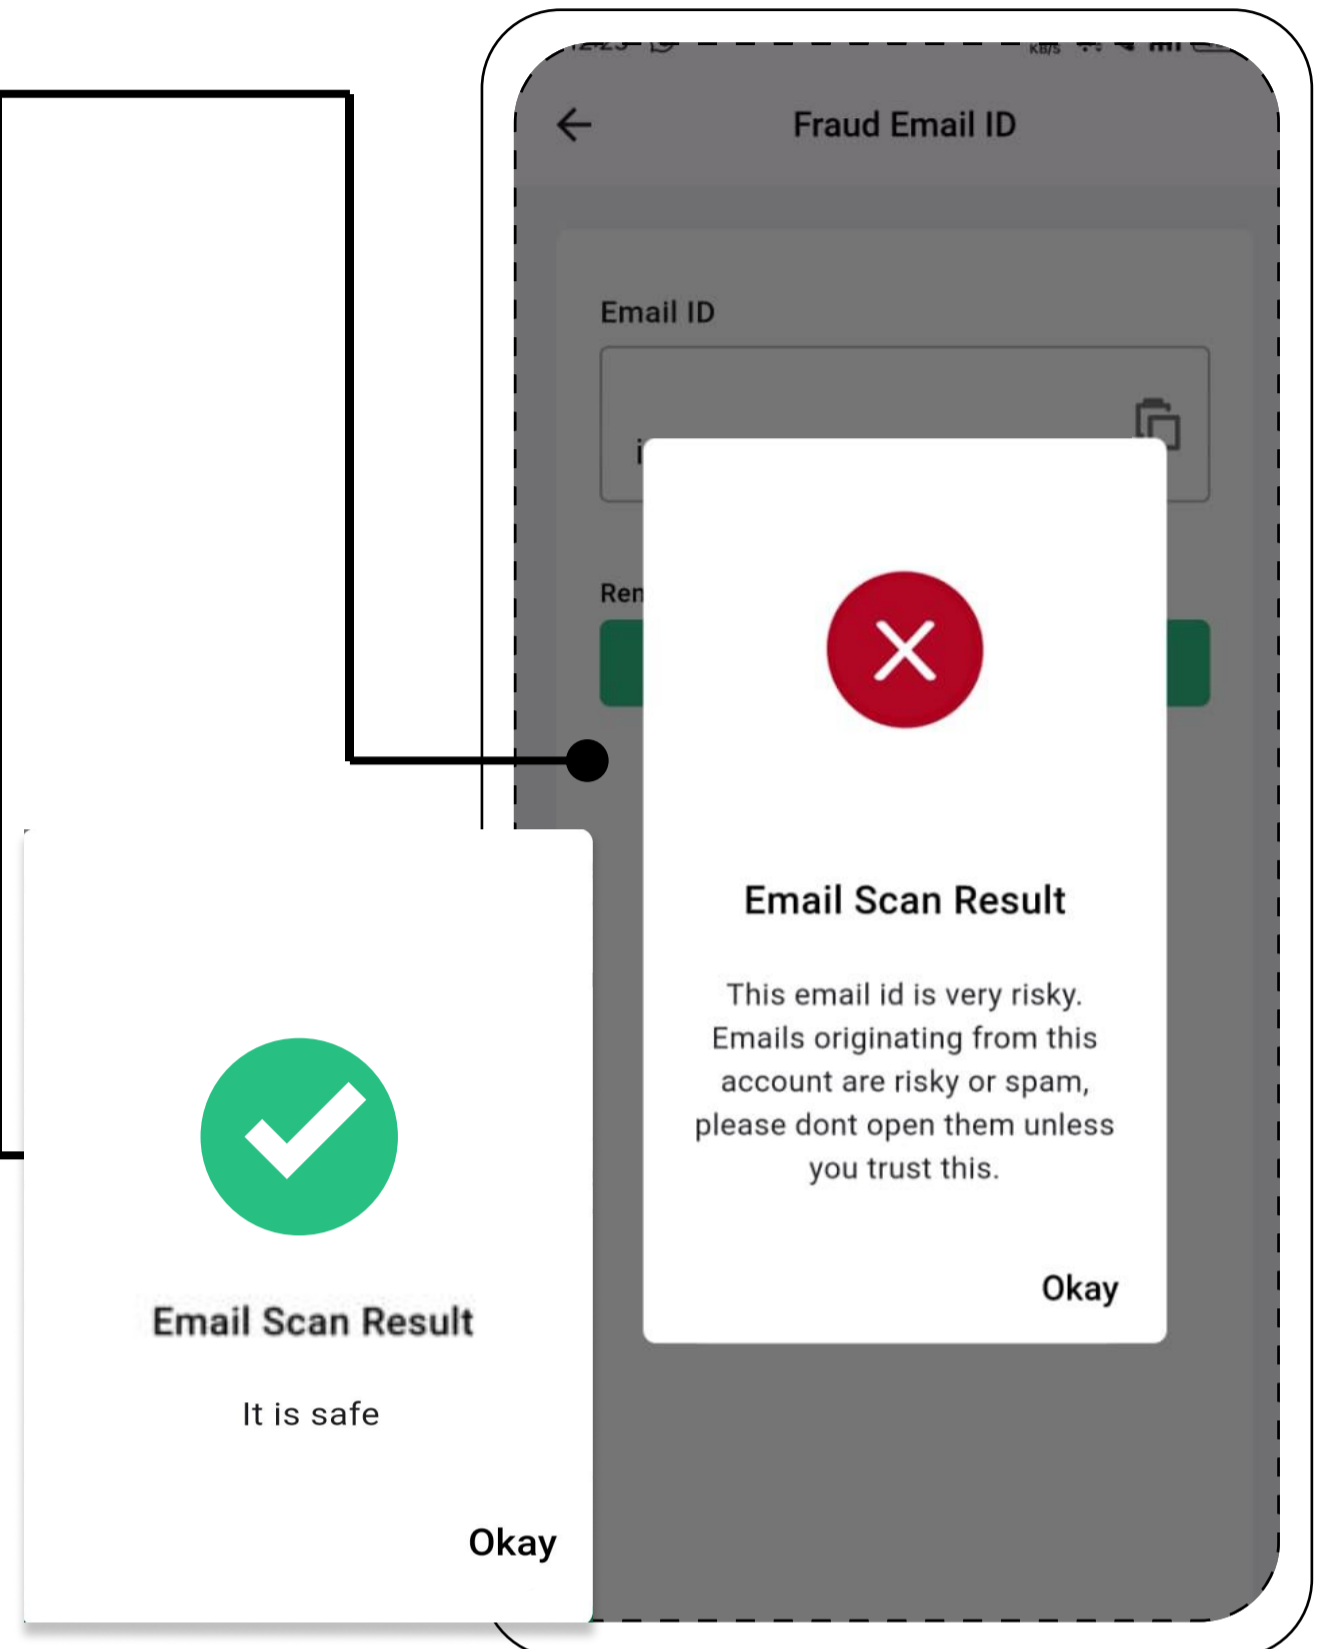 KB/S
Fraud Email ID
Email ID
i
Email Scan Result
This email id is very risky.
Emails originating from this
account are risky or spam,
please dont open them unless
you trust this.
Okay
Email Scan Result
It is safe
Okay